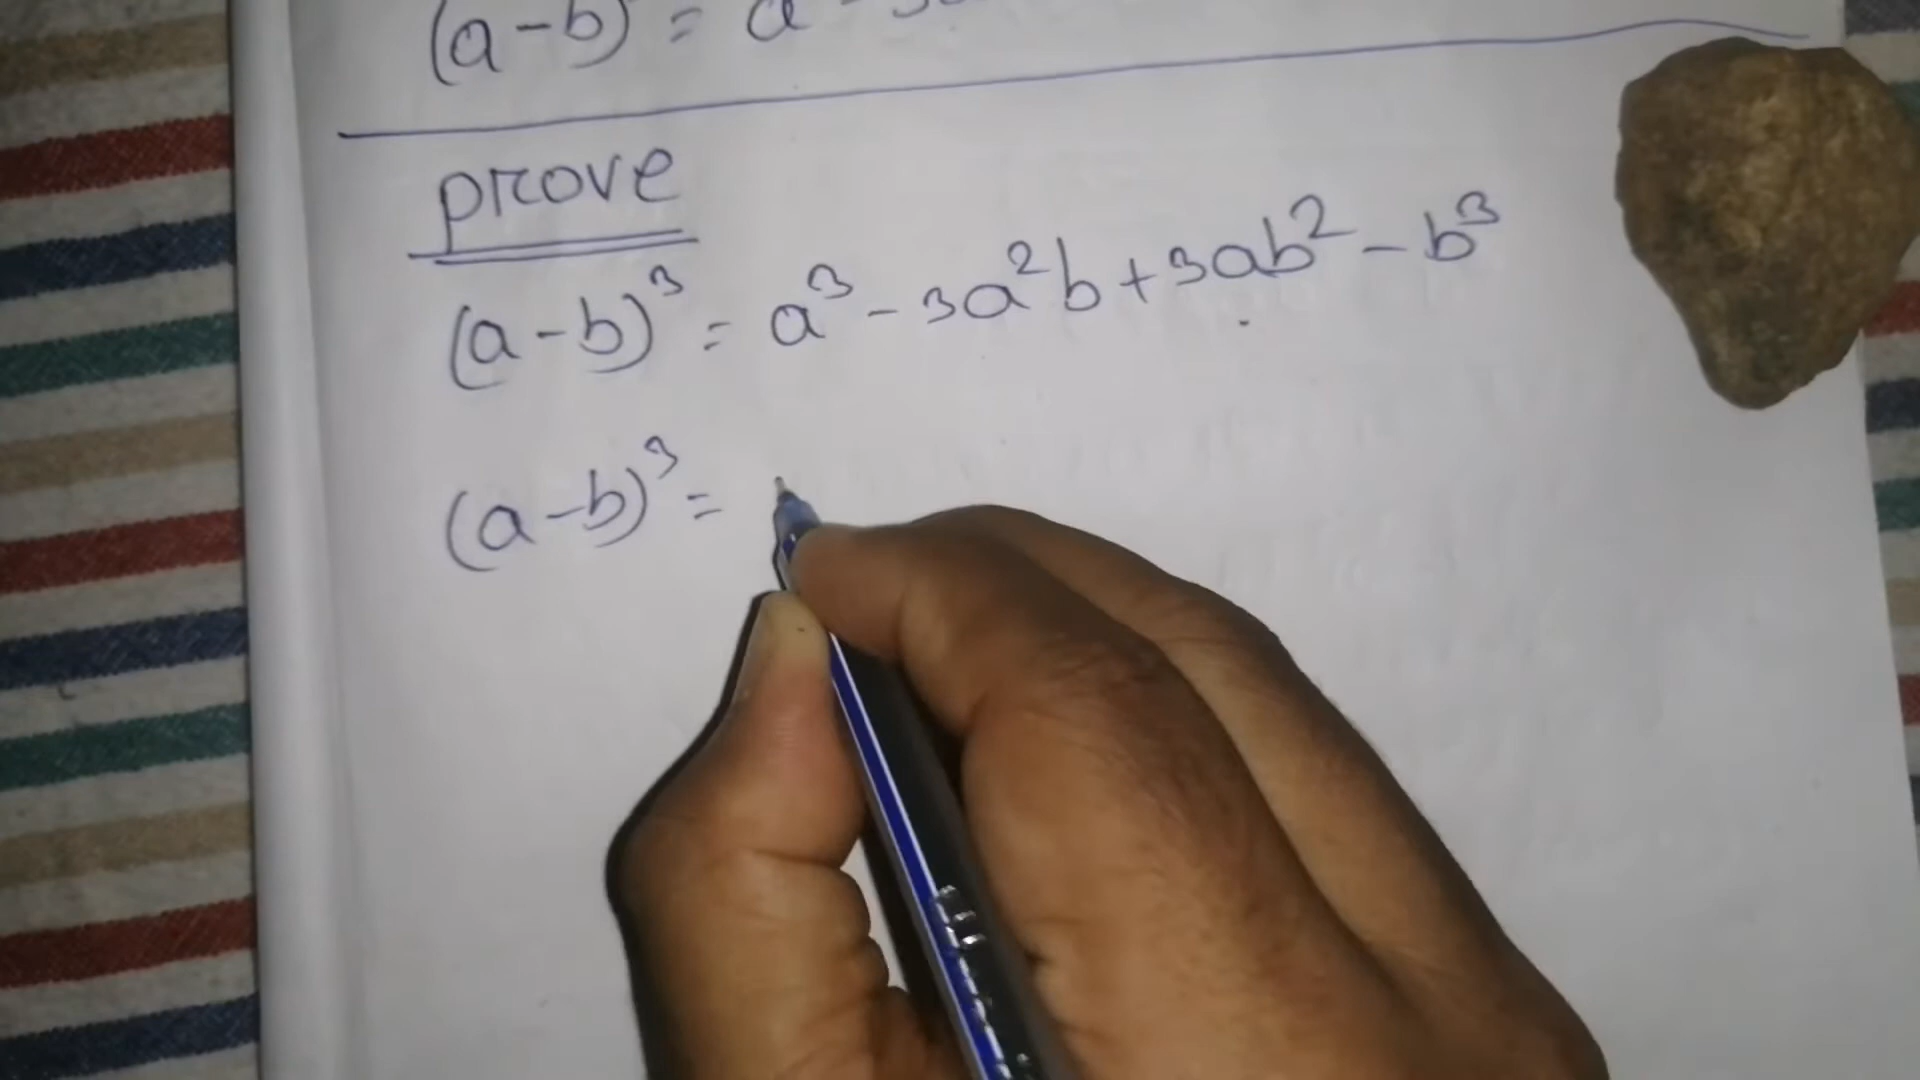 (a-b) = a
prove
(a-b)³ = a³ - 3a²b + 3ab² - b³
(a-b)³ =